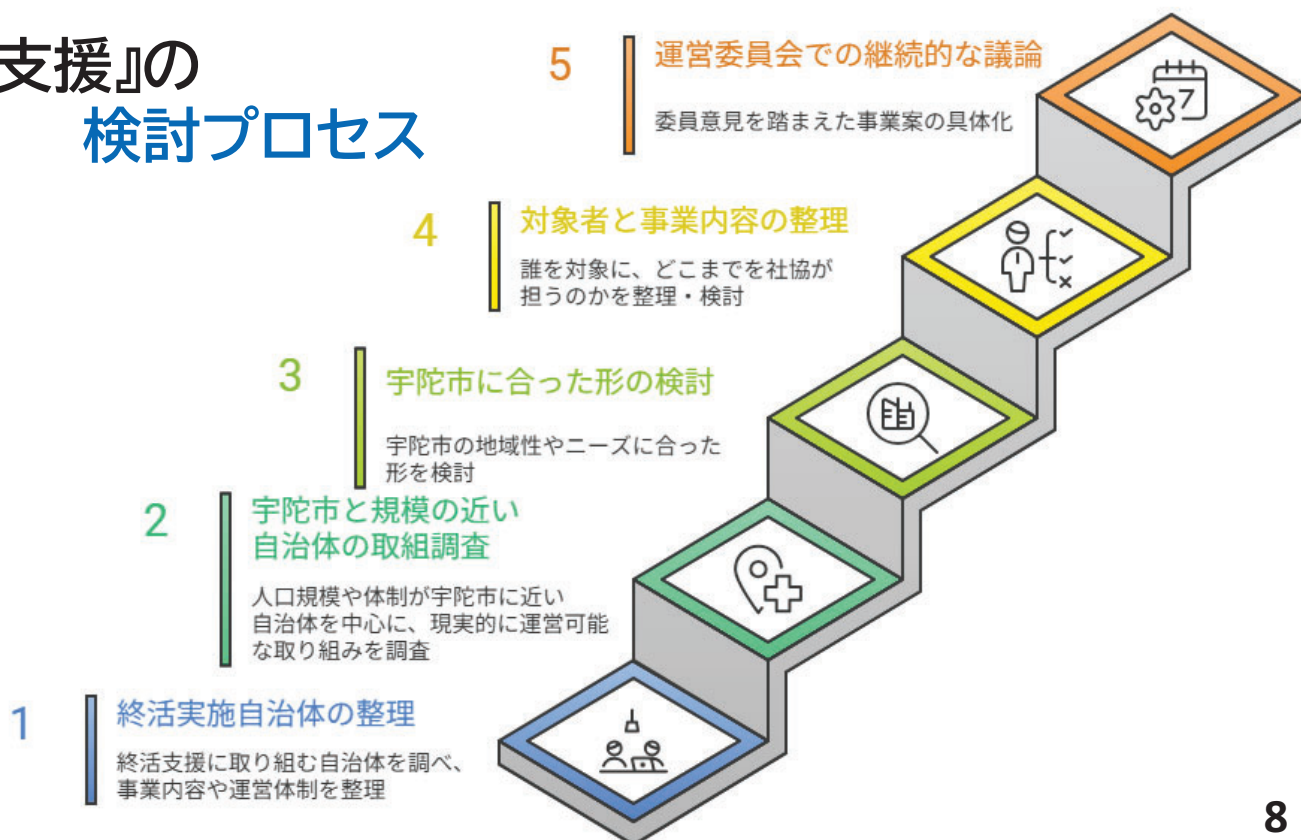 支援』の
検討プロセス
5
運営委員会での継続的な議論
委員意見を踏まえた事業案の具体化
7
4
対象者と事業内容の整理
誰を対象に、どこまでを社協が
担うのかを整理・検討
3
宇陀市に合った形の検討
宇陀市の地域性やニーズに合った
形を検討
2
宇陀市と規模の近い
自治体の取組調査
人口規模や体制が宇陀市に近い
自治体を中心に、現実的に運営可能
な取り組みを調査
1
終活実施自治体の整理
終活支援に取り組む自治体を調べ、
事業内容や運営体制を整理
8